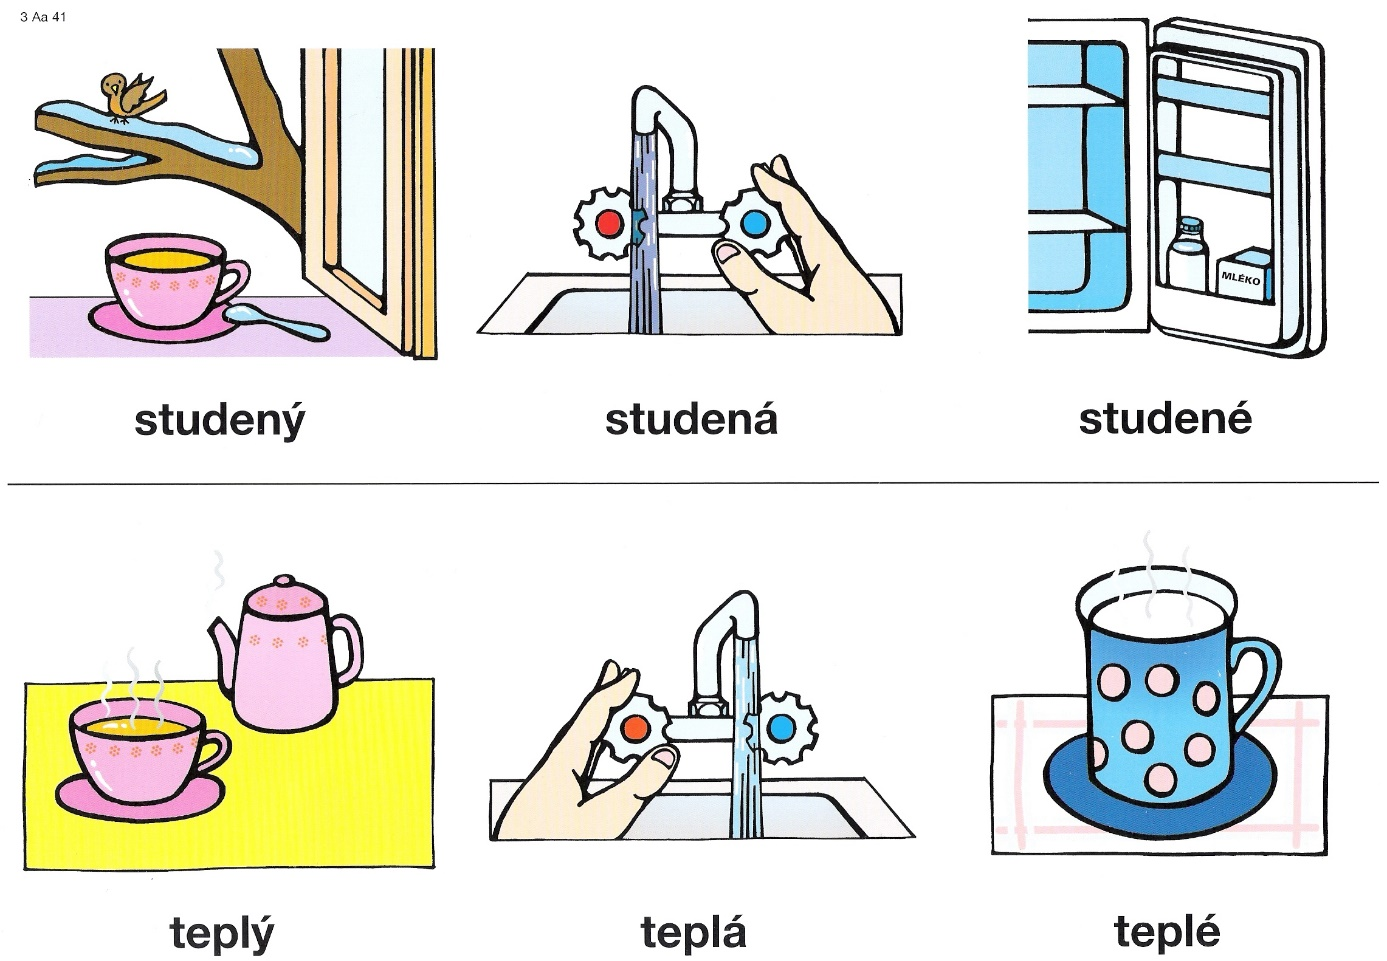 3 Aa 41
MLÉKO
studený
studená
studené
teplý
teplá
teplé